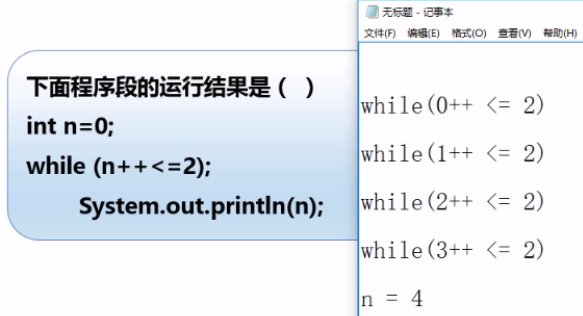 下面程序段的运行结果是（ ）
int n=0;
while (n++<=2);
System.out.println(n);
无标题 - 记事本
文件(F) 编辑(E) 格式(O) 查看(V) 帮助(H)
while(0++ <= 2)
while(1++ <= 2)
while(2++ <= 2)
while(3++ <= 2)
n = 4